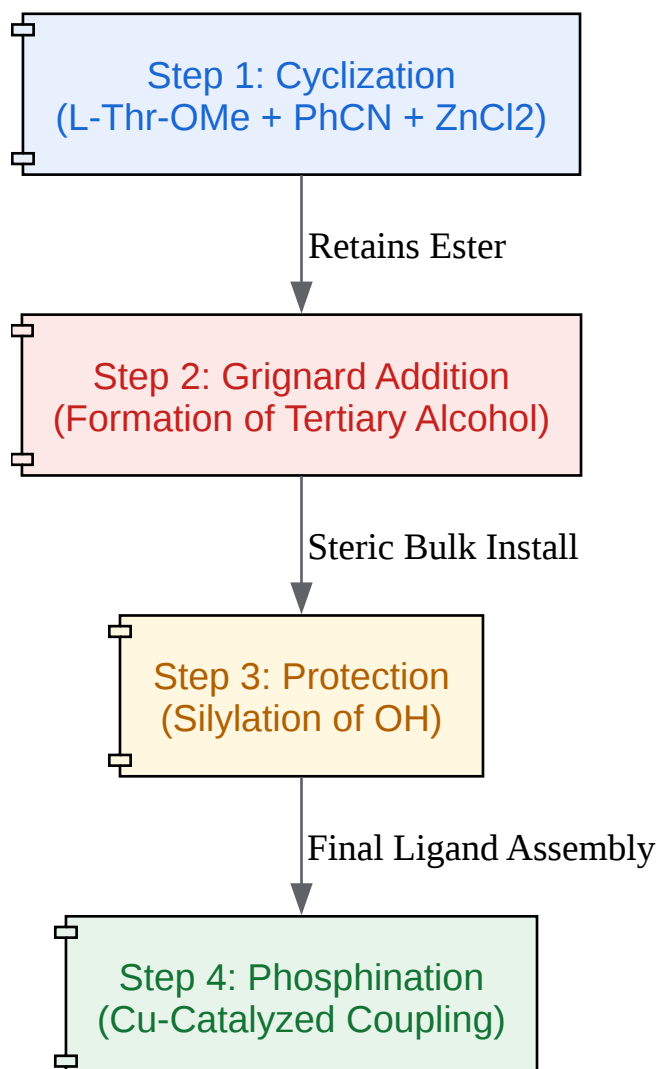 Step 1: Cyclization
(L-Thr-OMe + PhCN + ZnCl2)
Retains Ester
Step 2: Grignard Addition
(Formation of Tertiary Alcohol)
Steric Bulk Install
Step 3: Protection
(Silylation of OH)
Final Ligand Assembly
Step 4: Phosphination
(Cu-Catalyzed Coupling)